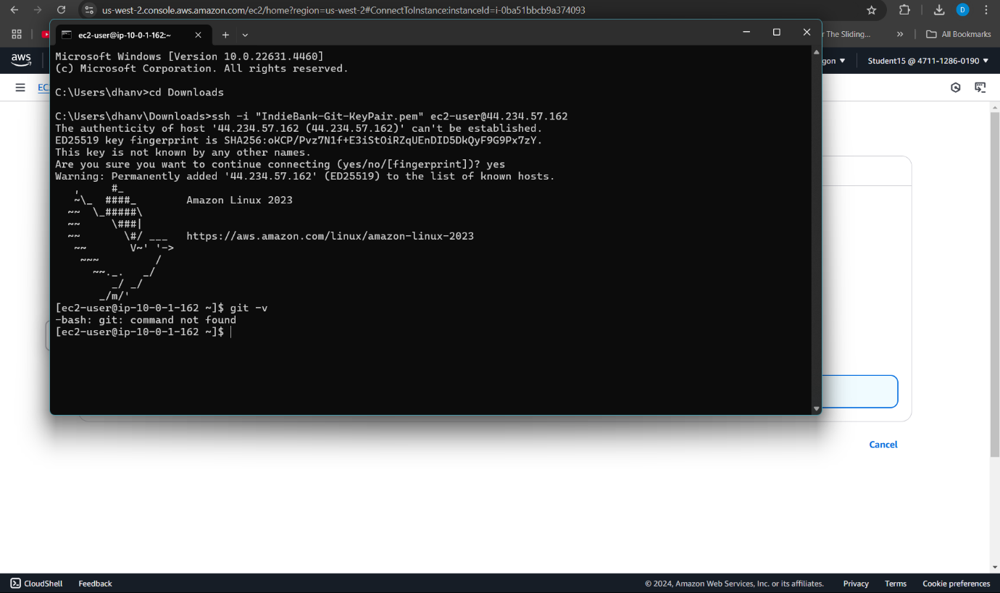 us-west-2.console.aws.amazon.com/ec2/home?region=us-west-2#ConnectToInstance:instanceId=i-0ba51bbcb9a374093
D
ec2-user@ip-10-0-1-162:~
The Sliding...
»
All Bookmarks
aws
gon
Student15 @ 4711-1286-0190
EC
Microsoft Windows [Version 10.0.22631.4460]
(c) Microsoft Corporation. All rights reserved.
C:\Users\dhanv>cd Downloads
C:\Users\dhanv\Downloads>ssh -i "IndieBank-Git-KeyPair.pem" ec2-user@44.234.57.162
The authenticity of host '44.234.57.162 (44.234.57.162)' can't be established.
ED25519 key fingerprint is SHA256:oKCP/Pvz7N1f+E3iStOiRZqUEnDID5DkQyF9G9Px7zY.
This key is not known by any other names.
Are you sure you want to continue connecting (yes/no/[fingerprint])? yes
Warning: Permanently added '44.234.57.162' (ED25519) to the list of known hosts.
   ,     #_
   ~\_  ####_        Amazon Linux 2023
  ~~  \_#####\
  ~~     \###|
  ~~       \#/ ___   https://aws.amazon.com/linux/amazon-linux-2023
   ~~       V~' '->
    ~~~         /
      ~~._.   _/
         _/ _/
       _/m/'
[ec2-user@ip-10-0-1-162 ~]$ git -v
-bash: git: command not found
[ec2-user@ip-10-0-1-162 ~]$
Cancel
CloudShell
Feedback
© 2024, Amazon Web Services, Inc. or its affiliates.
Privacy
Terms
Cookie preferences